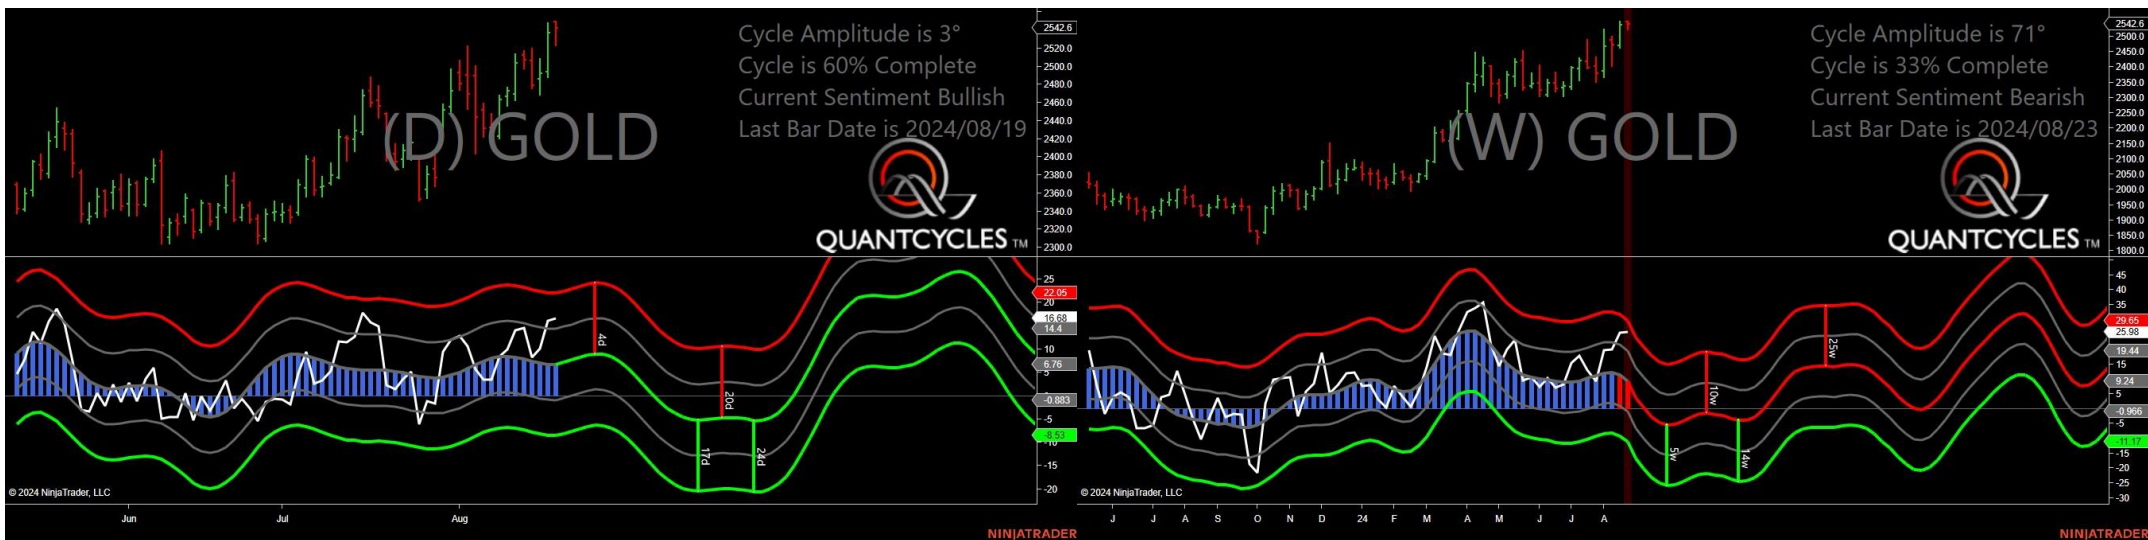 Cycle Amplitude is 3°
Cycle is 60% Complete
Current Sentiment Bullish
Last Bar Date is 2024/08/19
(D) GOLD
QUANTCYCLES TM
2542.6
2520.0
2500.0
2480.0
2460.0
2440.0
2420.0
2400.0
2380.0
2360.0
2340.0
2320.0
2300.0
25
22.05
20
16.68
14.4
10
6.76
5
-0.883
-5
-8.53
-10
-15
-20
4d
20d
17d
24d
© 2024 NinjaTrader, LLC
Jun Jul Aug
NINJATRADER
Cycle Amplitude is 71°
Cycle is 33% Complete
Current Sentiment Bearish
Last Bar Date is 2024/08/23
(W) GOLD
QUANTCYCLES TM
2542.6
2500.0
2450.0
2400.0
2350.0
2300.0
2250.0
2200.0
2150.0
2100.0
2050.0
2000.0
1950.0
1900.0
1850.0
1800.0
45
40
35
29.65
25.98
19.44
15
9.24
5
-0.966
-5
-11.17
-15
-20
-25
-30
25w
10w
5w
14w
© 2024 NinjaTrader, LLC
J J A S O N D 24 F M A M J J A
NINJATRADER